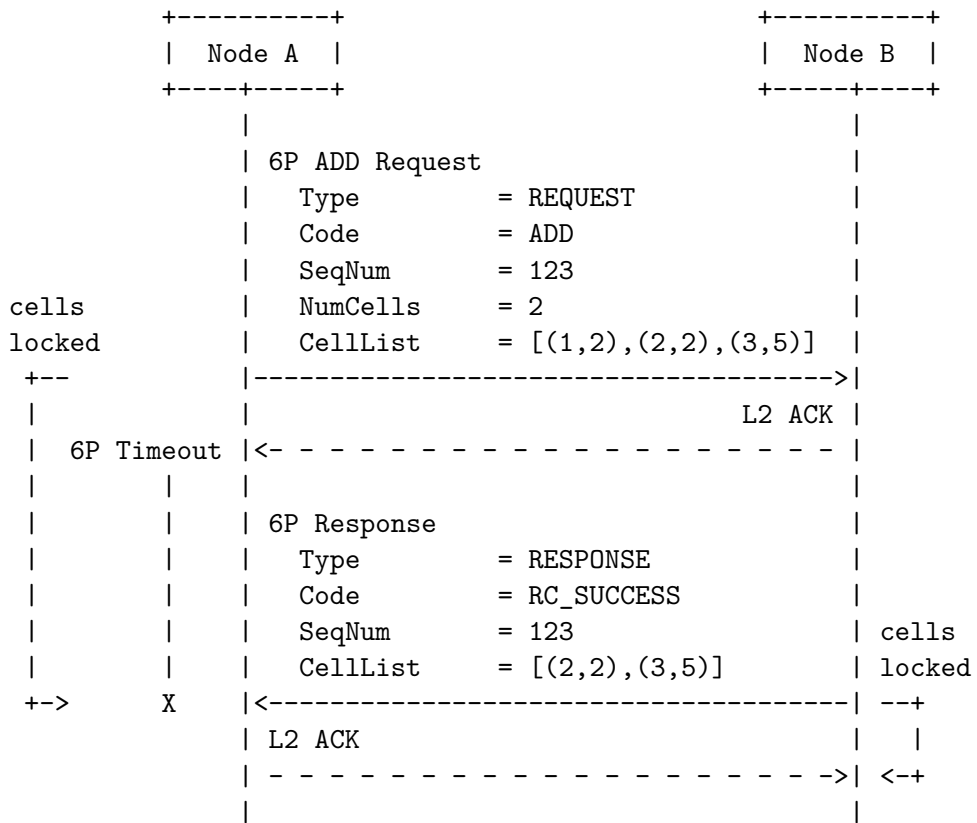 +----------+                           +----------+
|  Node A  |                           |  Node B  |
+----+-----+                           +-----+----+
|                                       |
| 6P ADD Request                        |
|   Type         = REQUEST              |
|   Code         = ADD                  |
|   SeqNum       = 123                  |
cells              |   NumCells     = 2                    |
locked             |   CellList     = [(1,2),(2,2),(3,5)]  |
+--               |-------------------------------------->|
|                 |                                L2 ACK |
|  6P Timeout |<- - - - - - - - - - - - - - - - - - - |
|        |    |                                       |
|        |    | 6P Response                           |
|        |    |   Type         = RESPONSE             |
|        |    |   Code         = RC_SUCCESS           |
|        |    |   SeqNum       = 123                  | cells
|        |    |   CellList     = [(2,2),(3,5)]        | locked
+->      X    |<--------------------------------------| --+
| L2 ACK                                |   |
| - - - - - - - - - - - - - - - - - - ->| <-+
|                                       |